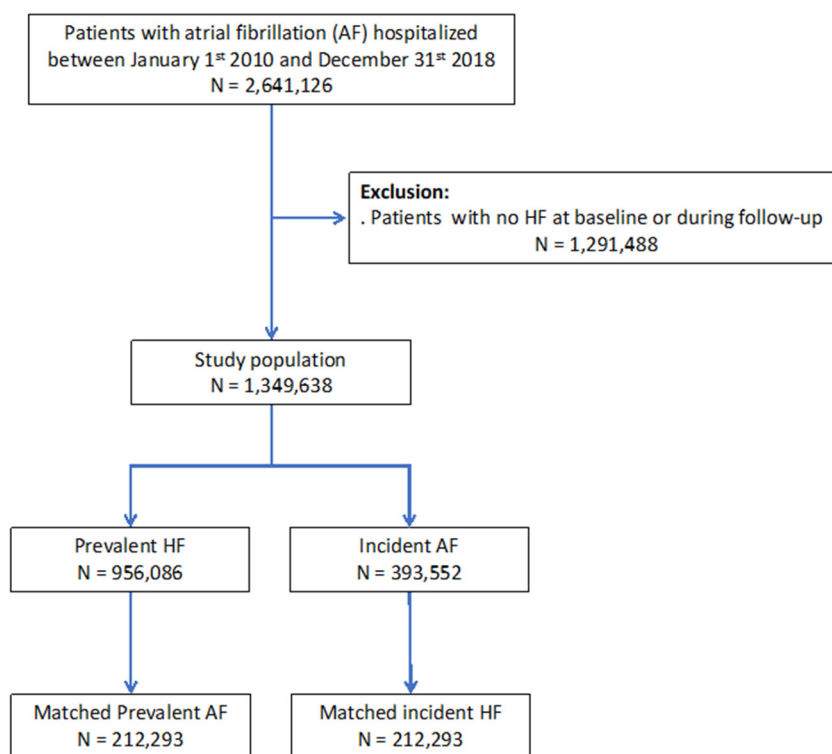 Patients with atrial fibrillation (AF) hospitalized
between January 1st 2010 and December 31st 2018
N = 2,641,126
Exclusion:
. Patients with no HF at baseline or during follow-up
N = 1,291,488
Study population
N = 1,349,638
Prevalent HF
N = 956,086
Incident AF
N = 393,552
Matched Prevalent AF
N = 212,293
Matched incident HF
N = 212,293